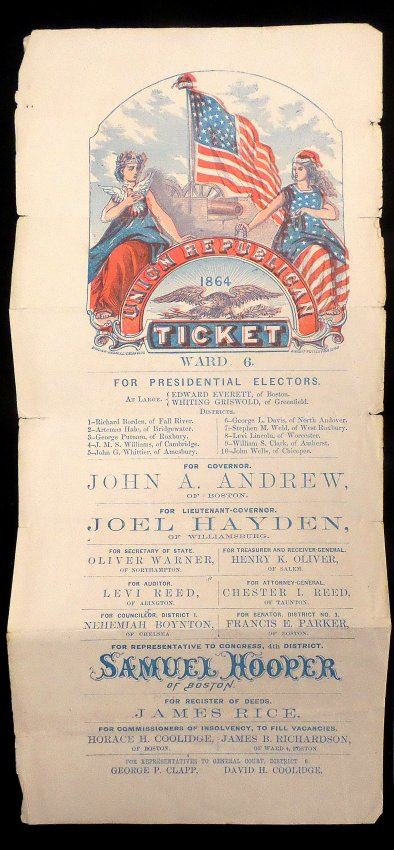 UNION REPUBLICAN
1864
TICKET
WARD 6.
FOR PRESIDENTIAL ELECTORS.
AT LARGE. { EDWARD EVERETT, of Boston.
WHITING GRISWOLD, of Greenfield.
DISTRICTS.
1—Richard Borden, of Fall River.
2—Artemas Hale, of Bridgewater.
3—George Putnam, of Roxbury.
4—J. M. S. Williams, of Cambridge.
5—John G. Whittier, of Amesbury.
6—George L. Davis, of North Andover.
7—Stephen M. Weld, of West Roxbury.
8—Levi Lincoln, of Worcester.
9—William S. Clark, of Amherst.
10—John Wells, of Chicopee.
FOR GOVERNOR.
JOHN A. ANDREW,
OF BOSTON.
FOR LIEUTENANT-GOVERNOR.
JOEL HAYDEN,
OF WILLIAMSBURG.
FOR SECRETARY OF STATE.
OLIVER WARNER,
OF NORTHAMPTON.
FOR TREASURER AND RECEIVER-GENERAL.
HENRY K. OLIVER,
OF SALEM.
FOR AUDITOR.
LEVI REED,
OF ABINGTON.
FOR ATTORNEY-GENERAL.
CHESTER I. REED,
OF TAUNTON.
FOR COUNCILLOR, DISTRICT 1.
NEHEMIAH BOYNTON,
OF CHELSEA
FOR SENATOR, DISTRICT NO. 3.
FRANCIS E. PARKER,
OF BOSTON.
FOR REPRESENTATIVE TO CONGRESS, 4th DISTRICT.
SAMUEL HOOPER
OF BOSTON.
FOR REGISTER OF DEEDS.
JAMES RICE.
FOR COMMISSIONERS OF INSOLVENCY, TO FILL VACANCIES.
HORACE H. COOLIDGE,
OF BOSTON.
JAMES B. RICHARDSON,
OF WARD 4, BOSTON
FOR REPRESENTATIVES TO GENERAL COURT, DISTRICT 6.
GEORGE P. CLAPP,
DAVID H. COOLIDGE.